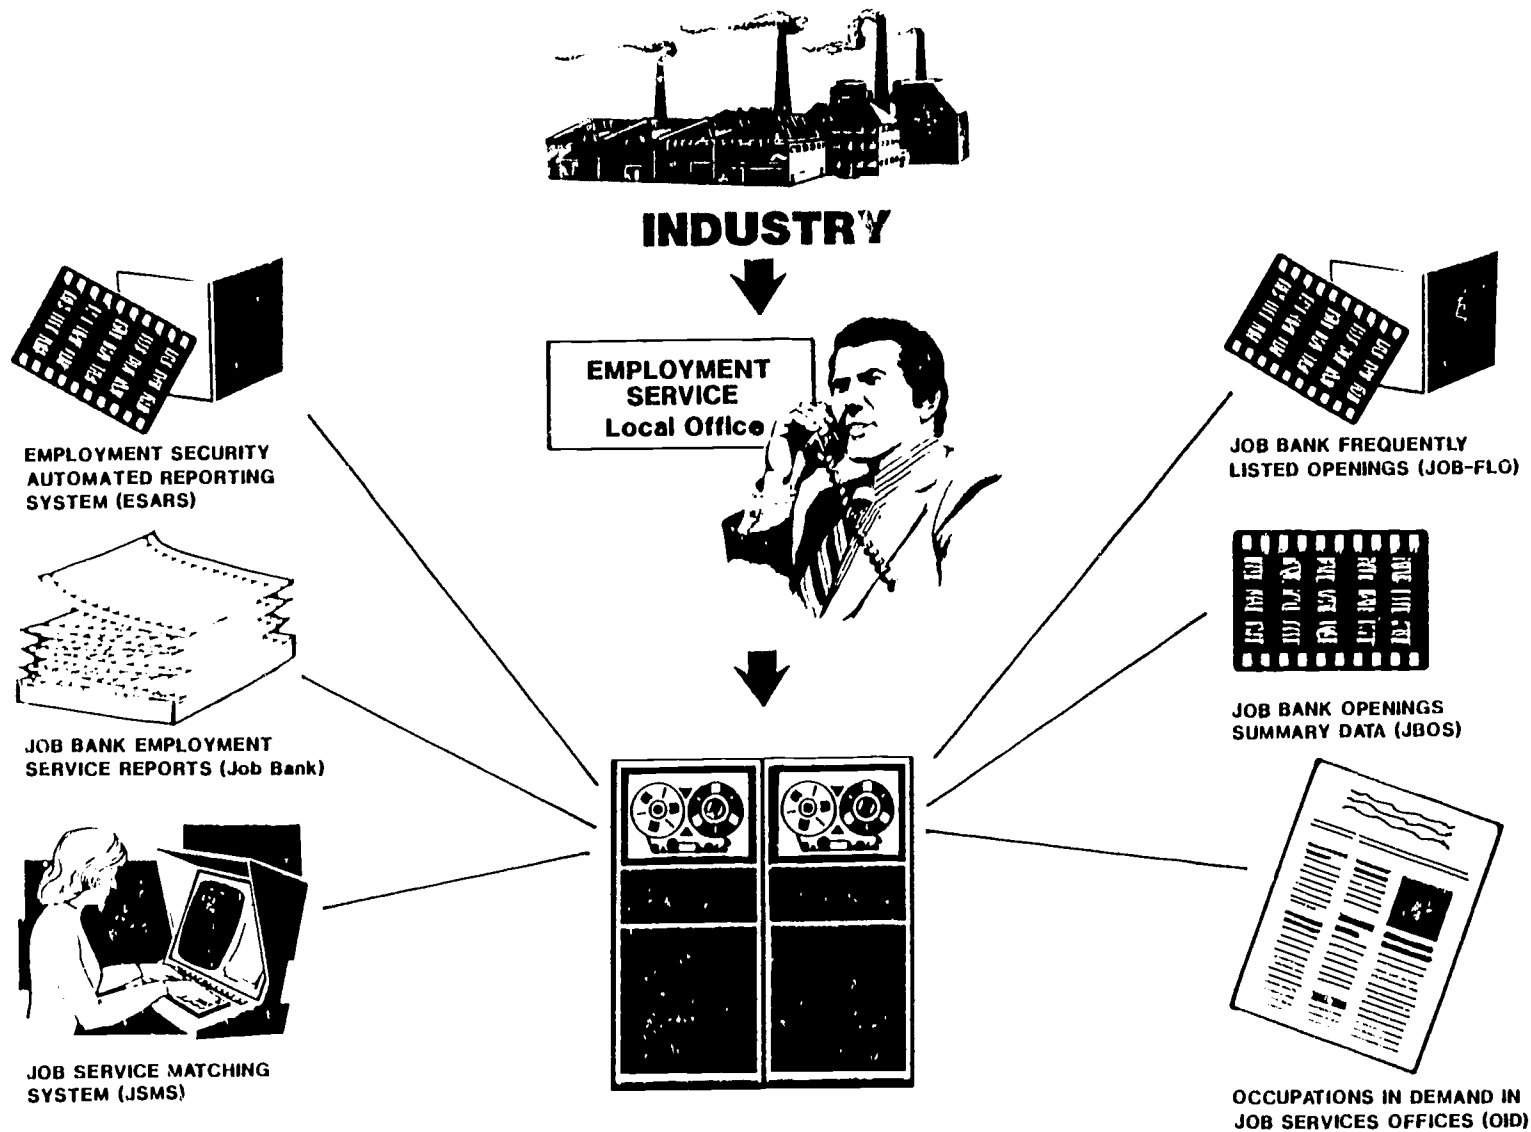 INDUSTRY
EMPLOYMENT
SERVICE
Local Office
EMPLOYMENT SECURITY
AUTOMATED REPORTING
SYSTEM (ESARS)
JOB BANK EMPLOYMENT
SERVICE REPORTS (Job Bank)
JOB SERVICE MATCHING
SYSTEM (JSMS)
JOB BANK FREQUENTLY
LISTED OPENINGS (JOB-FLO)
JOB BANK OPENINGS
SUMMARY DATA (JBOS)
OCCUPATIONS IN DEMAND IN
JOB SERVICES OFFICES (OID)